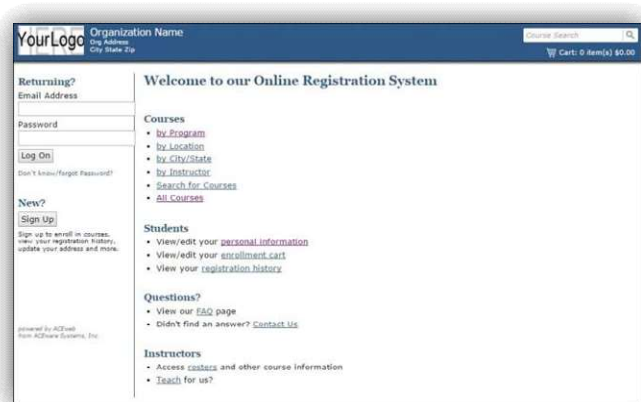 YourLogo
HERE
Organization Name
Org Address
City State Zip
Course Search
Cart: 0 item(s) $0.00
Returning?
Email Address
Password
Log On
Don't know/forgot Password?
New?
Sign Up
Sign up to enroll in courses,
view your registration history,
update your address and more.
powered by ACEweb
from ACEware Systems, Inc.
Welcome to our Online Registration System
Courses
• by Program
• by Location
• by City/State
• by Instructor
• Search for Courses
• All Courses
Students
• View/edit your personal information
• View/edit your enrollment cart
• View your registration history
Questions?
• View our FAQ page
• Didn't find an answer? Contact Us
Instructors
• Access rosters and other course information
• Teach for us?